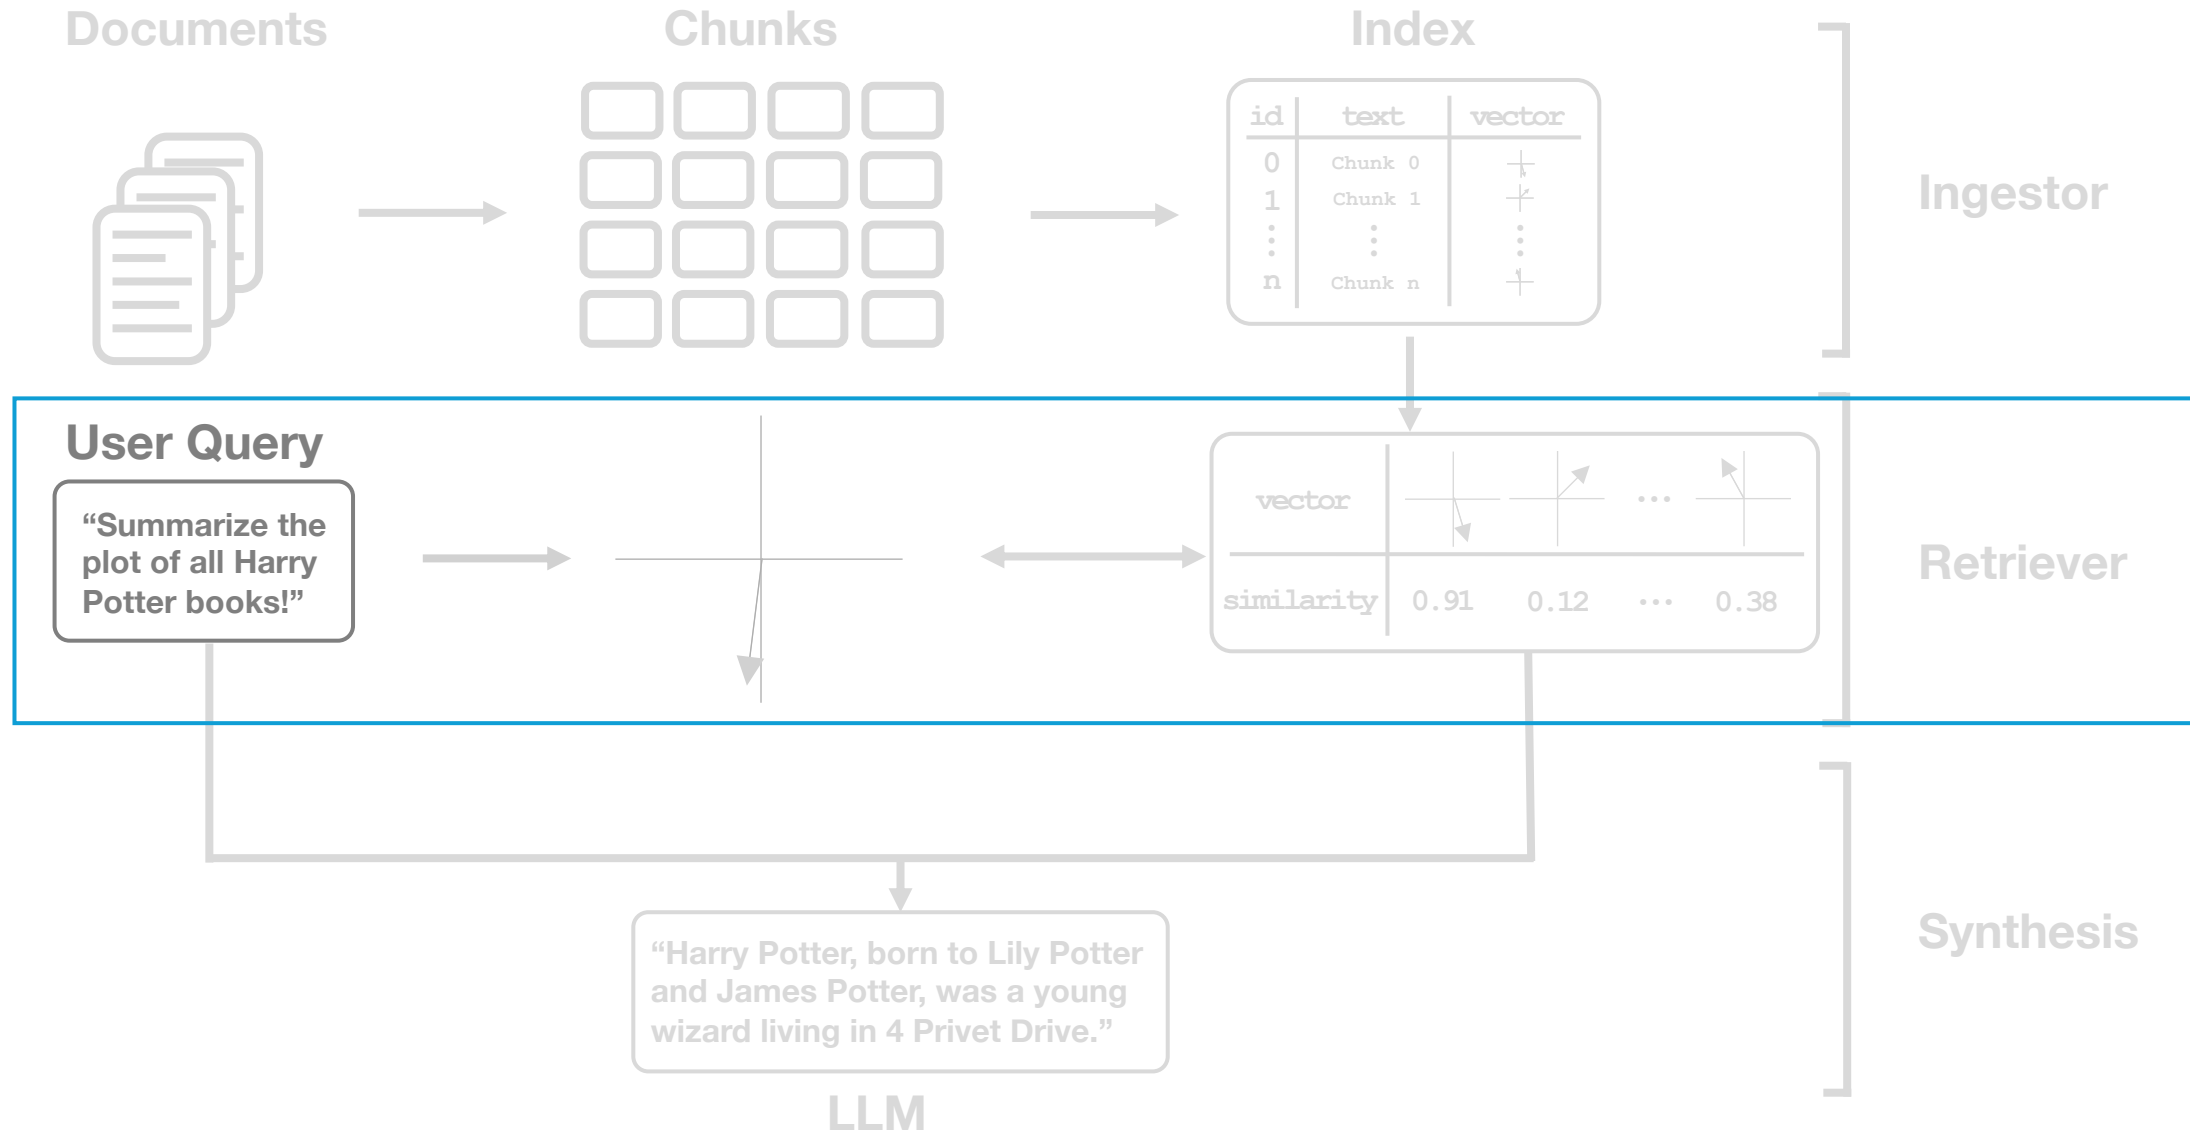 Documents
Chunks
Index
id text vector
0 Chunk 0
1 Chunk 1
n Chunk n
Ingestor
User Query
“Summarize the
plot of all Harry
Potter books!”
vector ...
similarity 0.91 0.12 ... 0.38
Retriever
“Harry Potter, born to Lily Potter
and James Potter, was a young
wizard living in 4 Privet Drive.”
LLM
Synthesis